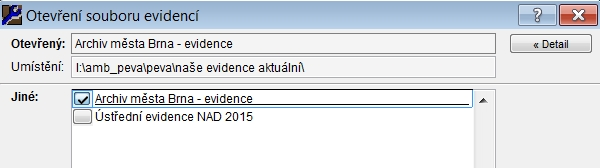 Otevření souboru evidencí
Otevřený: Archiv města Brna - evidence
« Detail
Umístění: I:\amb_peva\peva\naše evidence aktuální\
Jiné: Archiv města Brna - evidence
Ústřední evidence NAD 2015